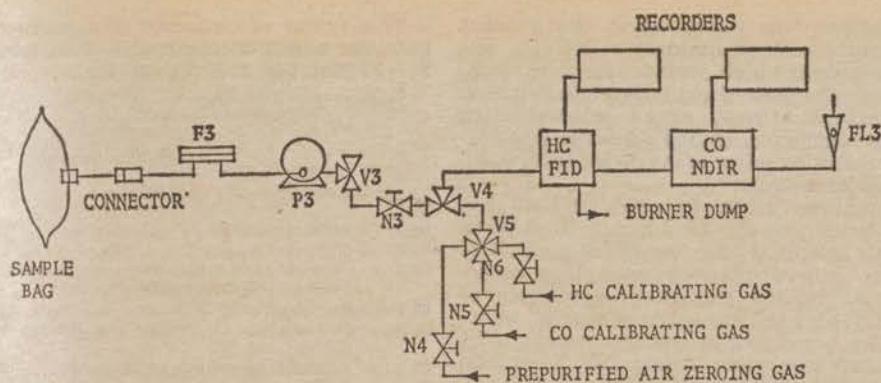 RECORDERS
F3
HC
FID
CO
NDIR
FL3
CONNECTOR
P3
V3
N3
V4
BURNER DUMP
V5
N6
SAMPLE
BAG
HC CALIBRATING GAS
N5
CO CALIBRATING GAS
N4
PREPURIFIED AIR ZEROING GAS